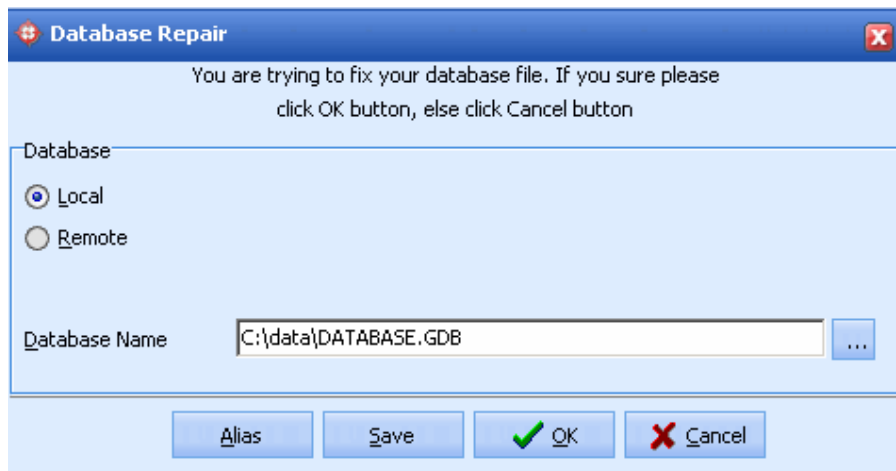 Database Repair
You are trying to fix your database file. If you sure please
click OK button, else click Cancel button
Database
Local
Remote
Database Name
C:\data\DATABASE.GDB
...
Alias
Save
OK
Cancel